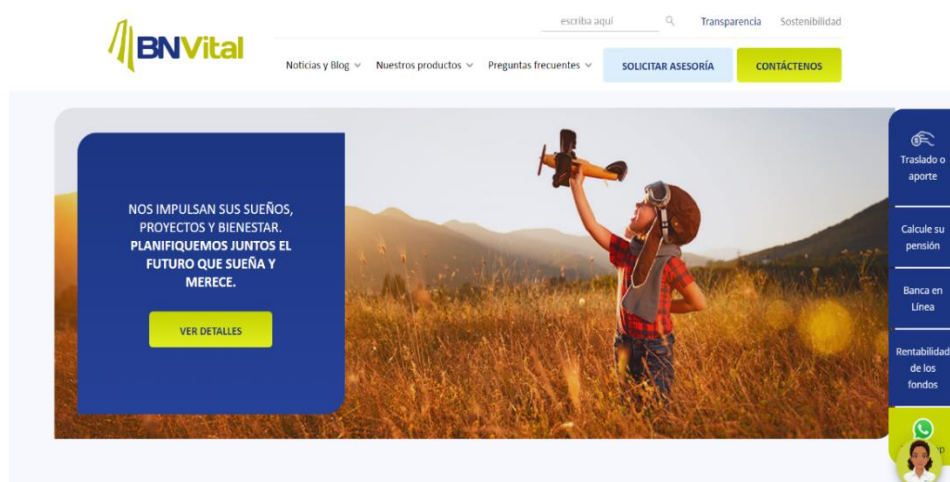 escriba aquí
Transparencia
Sostenibilidad
BNVital
Noticias y Blog
Nuestros productos
Preguntas frecuentes
SOLICITAR ASESORÍA
CONTÁCTENOS
NOS IMPULSAN SUS SUEÑOS,
PROYECTOS Y BIENESTAR.
PLANIFIQUEMOS JUNTOS EL
FUTURO QUE SUEÑA Y
MERECE.
VER DETALLES
Traslado o
aporte
Calcule su
pensión
Banca en
Línea
Rentabilidad
de los
fondos